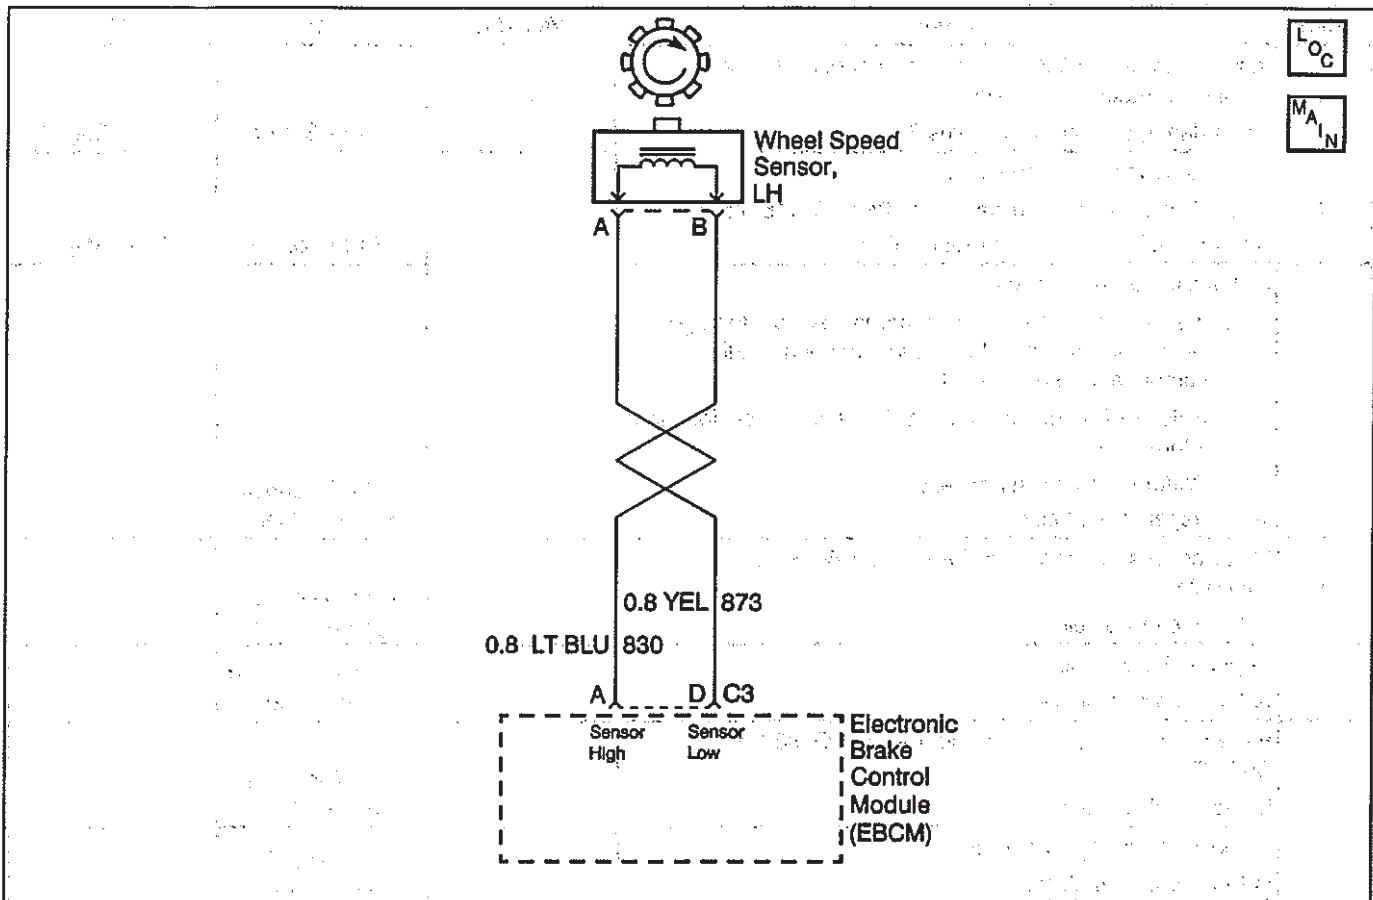 LOC
MAIN
Wheel Speed
Sensor,
LH
A B
0.8 YEL 873
0.8 LT BLU 830
A D C3
Sensor High
Sensor Low
Electronic
Brake
Control
Module
(EBCM)